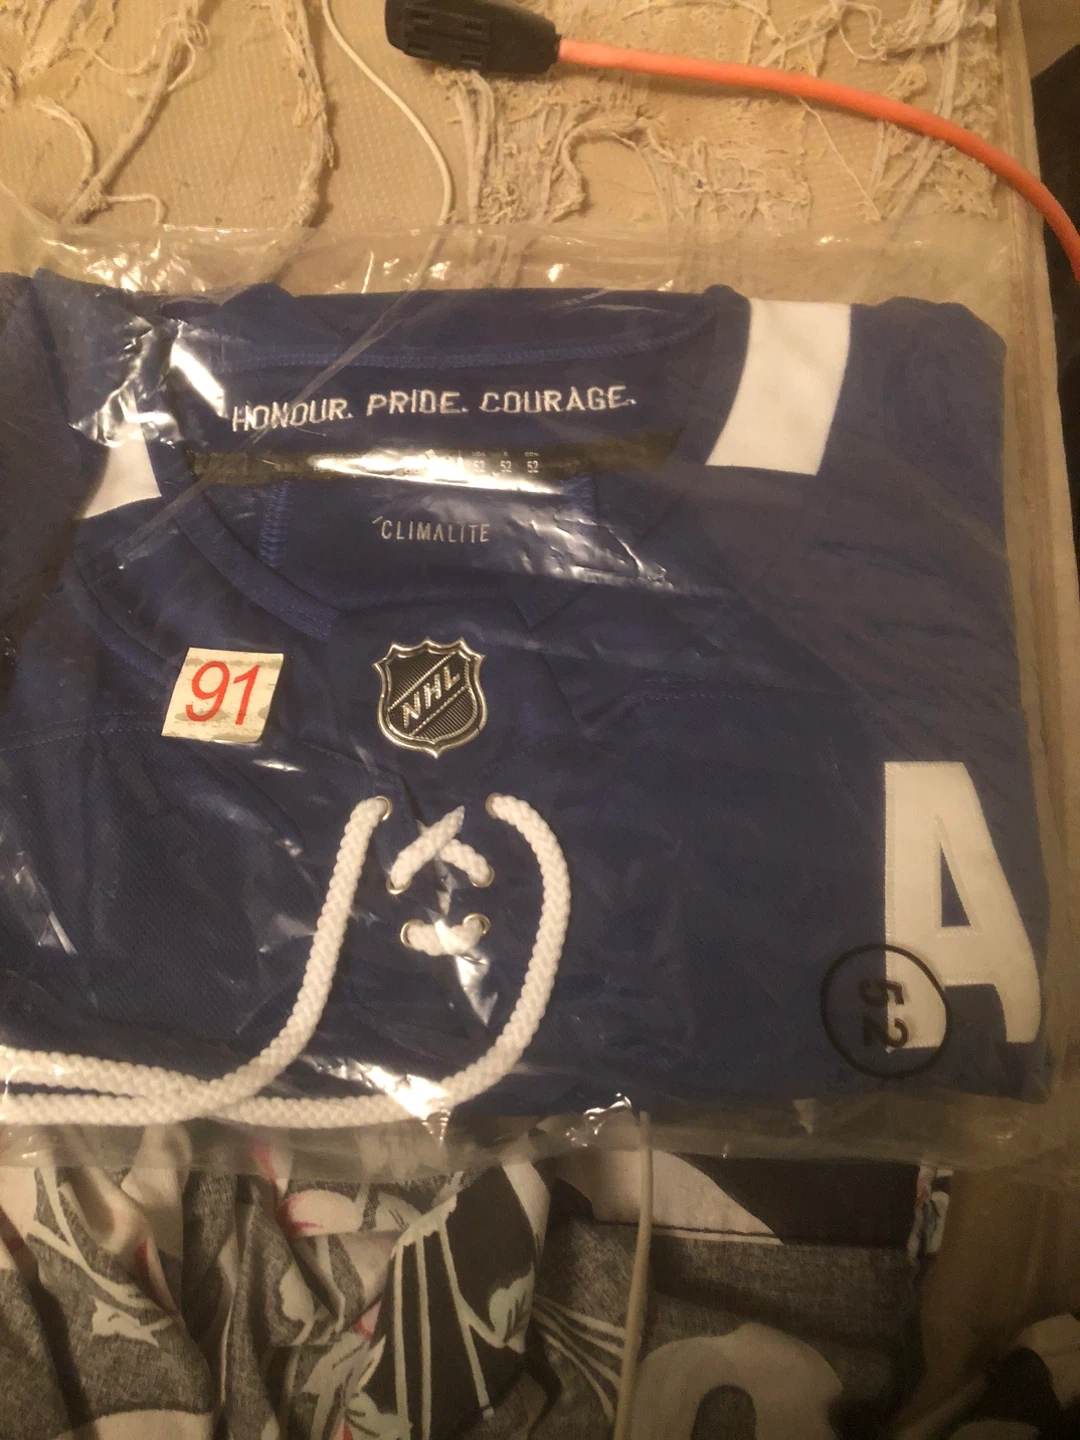 HONOUR. PRIDE. COURAGE.
52 52 52
CLIMALITE
91
NHL
A
52